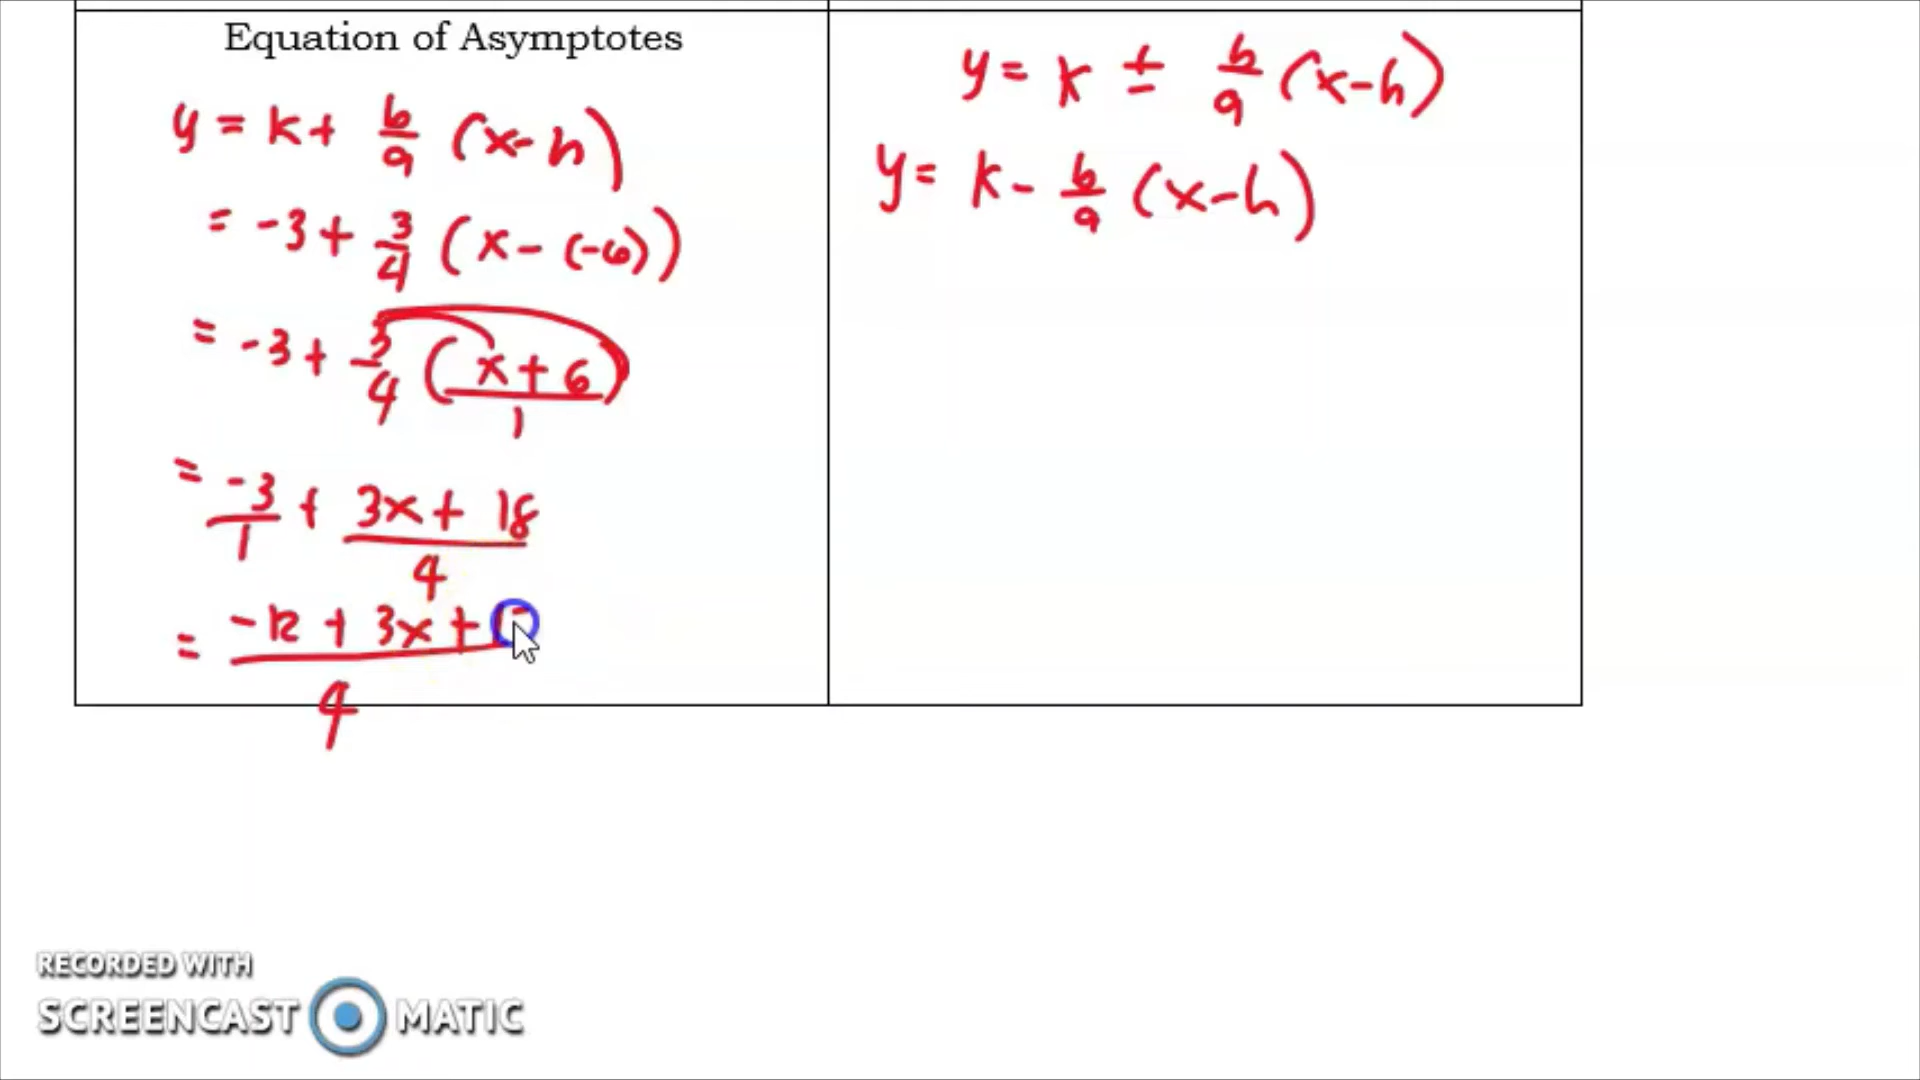 Equation of Asymptotes
y = k + b/a (x-h)
= -3 + 3/4 (x - (-6))
= -3 + 3/4 (x+6)/1
= -3/1 + (3x + 18)/4
= (-12 + 3x +)/4
y = k ± b/a (x-h)
y = k - b/a (x-h)
RECORDED WITH
SCREENCAST MATIC